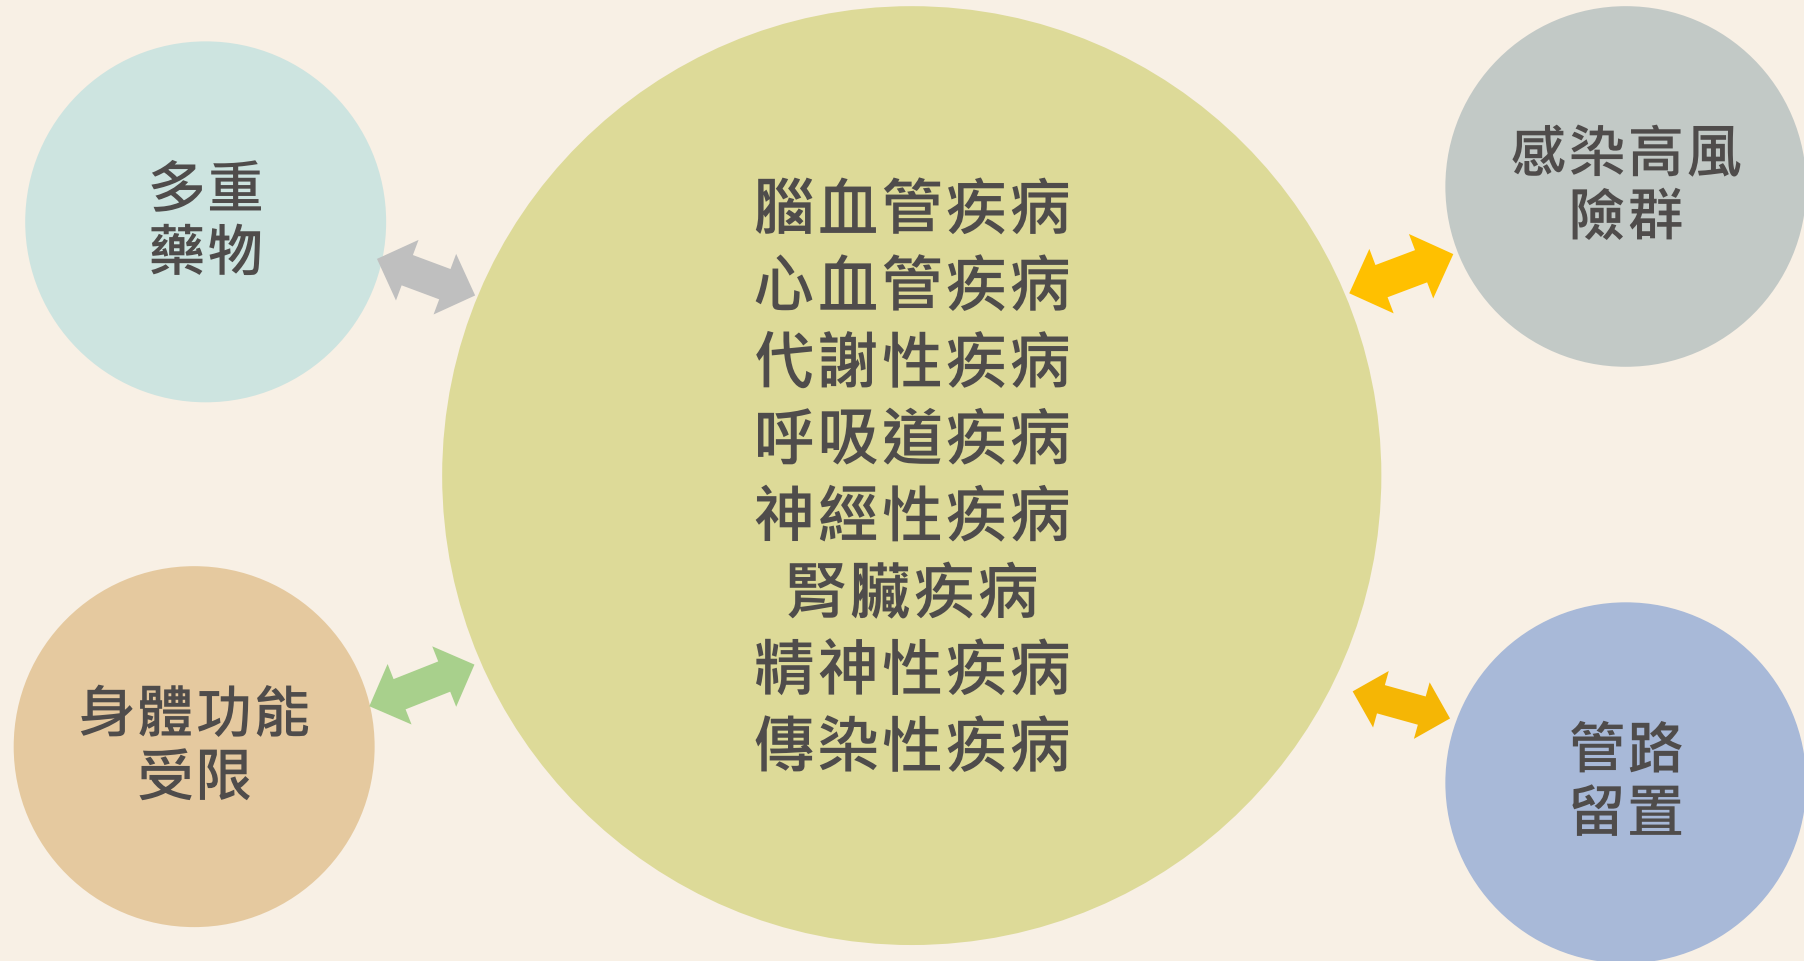 多重
藥物
身體功能
受限
腦血管疾病
心血管疾病
代謝性疾病
呼吸道疾病
神經性疾病
腎臟疾病
精神性疾病
傳染性疾病
感染高風
險群
管路
留置